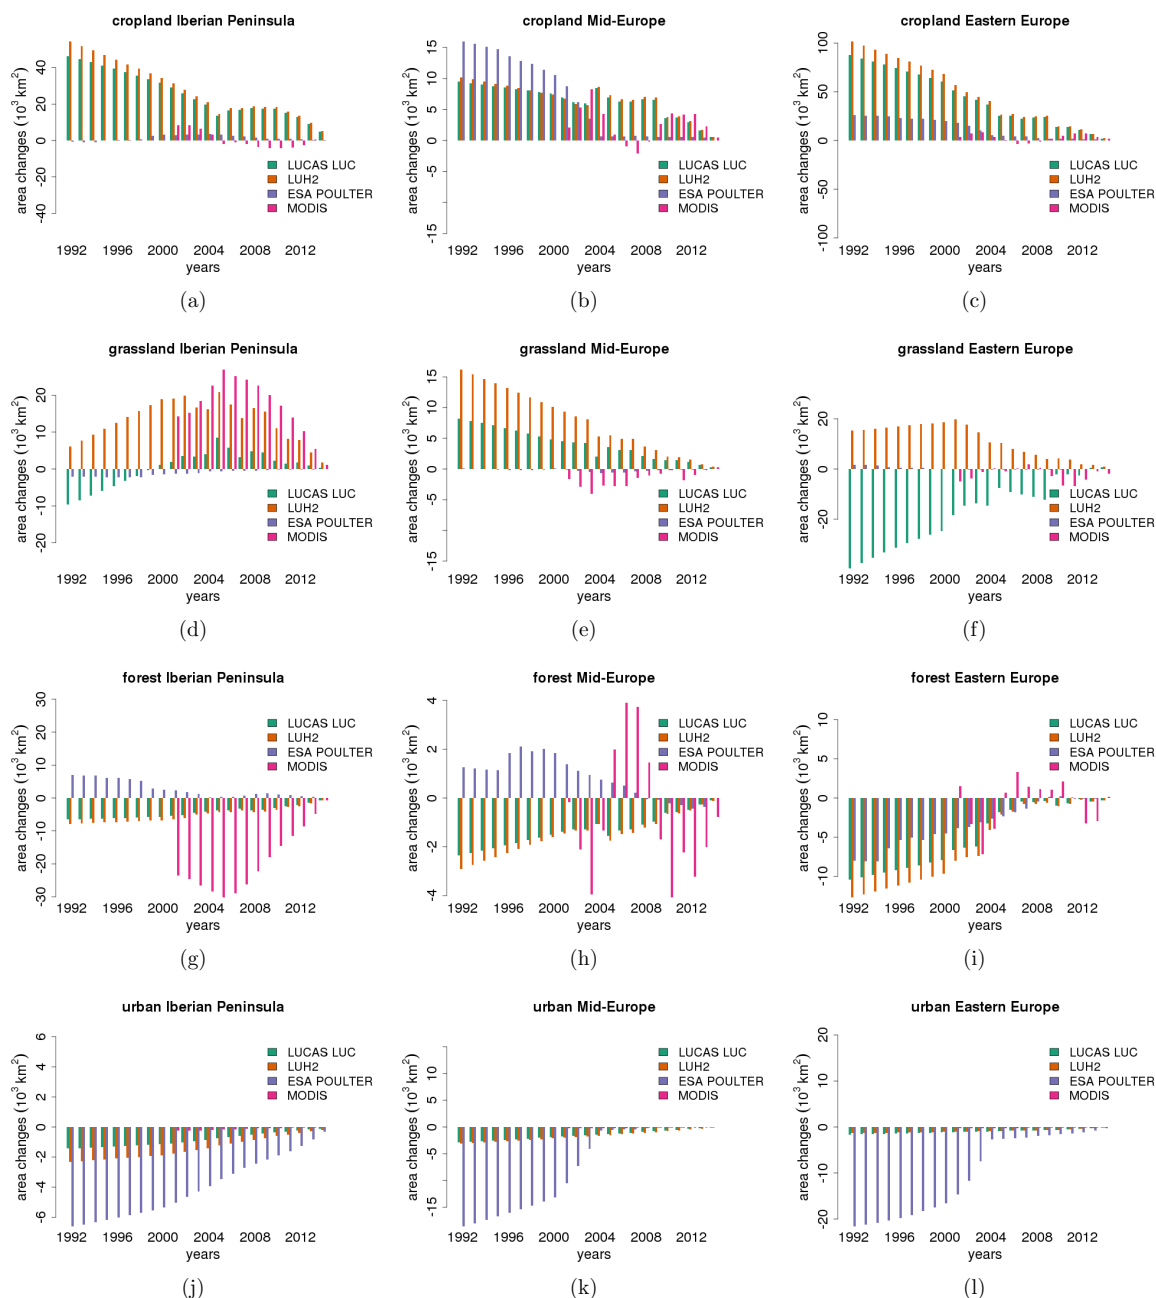 cropland Iberian Peninsula
area changes (10³ km²)
40
20
0
-20
-40
LUCAS LUC
LUH2
ESA POULTER
MODIS
1992 1996 2000 2004 2008 2012
years
(a)
cropland Mid-Europe
area changes (10³ km²)
15
10
5
0
-5
-15
LUCAS LUC
LUH2
ESA POULTER
MODIS
1992 1996 2000 2004 2008 2012
years
(b)
cropland Eastern Europe
area changes (10³ km²)
100
50
0
-50
-100
LUCAS LUC
LUH2
ESA POULTER
MODIS
1992 1996 2000 2004 2008 2012
years
(c)
grassland Iberian Peninsula
area changes (10³ km²)
20
10
0
-10
-20
LUCAS LUC
LUH2
ESA POULTER
MODIS
1992 1996 2000 2004 2008 2012
years
(d)
grassland Mid-Europe
area changes (10³ km²)
15
10
5
0
-5
-15
LUCAS LUC
LUH2
ESA POULTER
MODIS
1992 1996 2000 2004 2008 2012
years
(e)
grassland Eastern Europe
area changes (10³ km²)
20
0
-20
LUCAS LUC
LUH2
ESA POULTER
MODIS
1992 1996 2000 2004 2008 2012
years
(f)
forest Iberian Peninsula
area changes (10³ km²)
30
20
10
0
-10
-20
-30
LUCAS LUC
LUH2
ESA POULTER
MODIS
1992 1996 2000 2004 2008 2012
years
(g)
forest Mid-Europe
area changes (10³ km²)
4
2
0
-2
-4
LUCAS LUC
LUH2
ESA POULTER
MODIS
1992 1996 2000 2004 2008 2012
years
(h)
forest Eastern Europe
area changes (10³ km²)
10
5
0
-5
-10
LUCAS LUC
LUH2
ESA POULTER
MODIS
1992 1996 2000 2004 2008 2012
years
(i)
urban Iberian Peninsula
area changes (10³ km²)
6
4
2
0
-2
-4
-6
LUCAS LUC
LUH2
ESA POULTER
MODIS
1992 1996 2000 2004 2008 2012
years
(j)
urban Mid-Europe
area changes (10³ km²)
10
5
0
-5
-15
LUCAS LUC
LUH2
ESA POULTER
MODIS
1992 1996 2000 2004 2008 2012
years
(k)
urban Eastern Europe
area changes (10³ km²)
20
10
0
-10
-20
LUCAS LUC
LUH2
ESA POULTER
MODIS
1992 1996 2000 2004 2008 2012
years
(l)